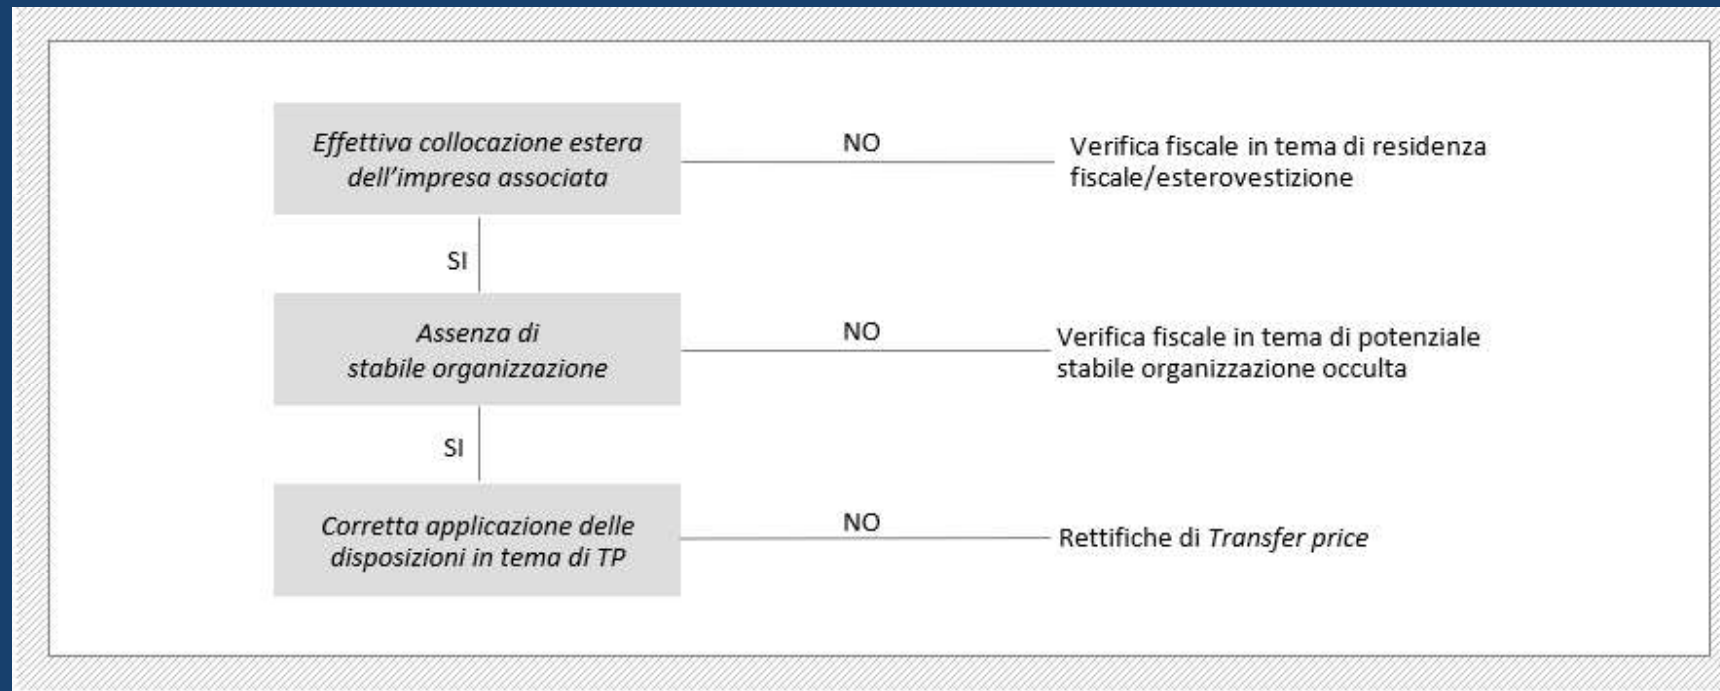 Effettiva collocazione estera
dell'impresa associata
NO
Verifica fiscale in tema di residenza
fiscale/esterovestizione
SI
Assenza di
stabile organizzazione
NO
Verifica fiscale in tema di potenziale
stabile organizzazione occulta
SI
Corretta applicazione delle
disposizioni in tema di TP
NO
Rettifiche di Transfer price